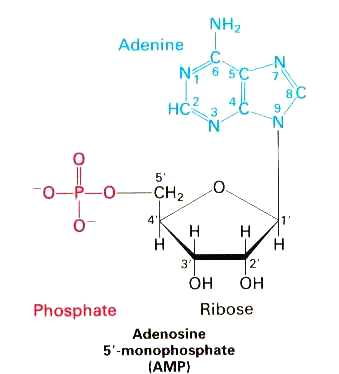 NH2
Adenine
6
N
1
5
N
7
HC
2
C
C
8
C
4
3
N
9
N
O
5'
⁻O–P–O
CH2
O
O⁻
4'
1'
H
H
H
H
3'
2'
OH
OH
Phosphate
Ribose
Adenosine
5'-monophosphate
(AMP)